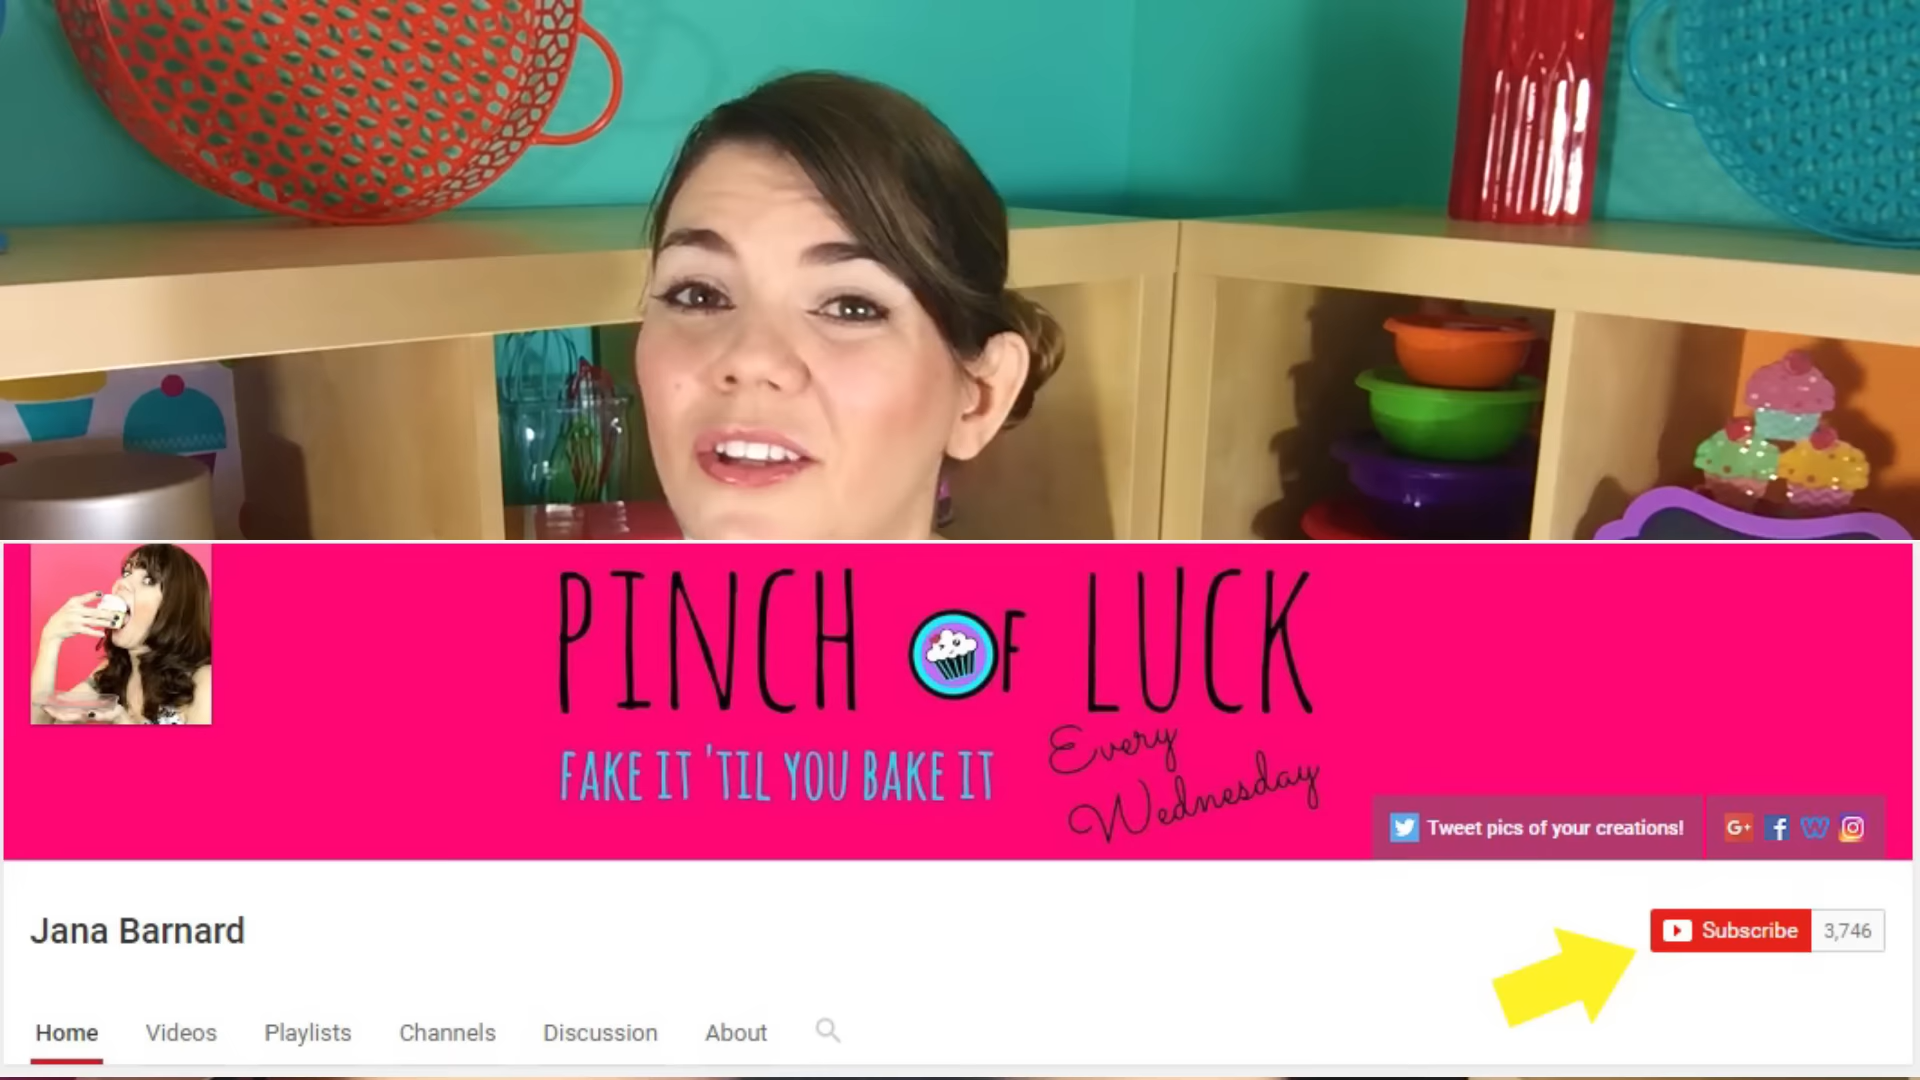 PINCH OF LUCK
FAKE IT 'TIL YOU BAKE IT
Every
Wednesday
Tweet pics of your creations!
G+
Jana Barnard
Subscribe 3,746
Home Videos Playlists Channels Discussion About